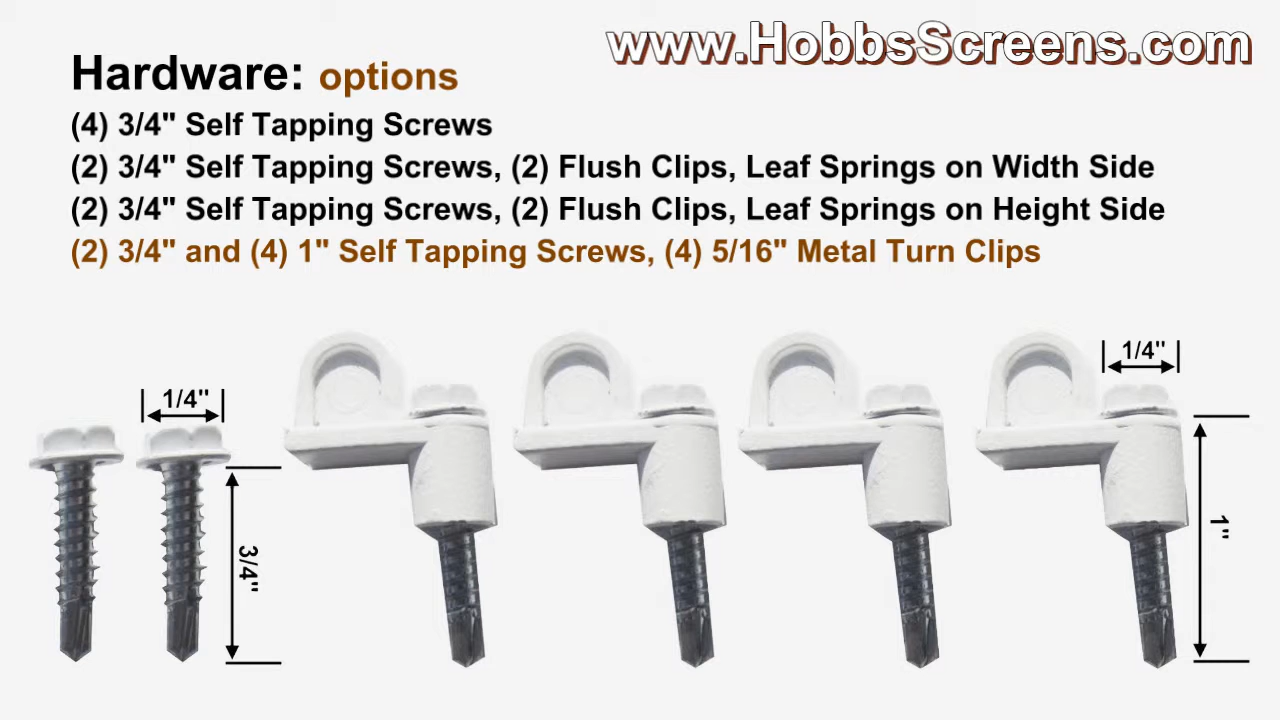 www.HobbsScreens.com
Hardware: options
(4) 3/4" Self Tapping Screws
(2) 3/4" Self Tapping Screws, (2) Flush Clips, Leaf Springs on Width Side
(2) 3/4" Self Tapping Screws, (2) Flush Clips, Leaf Springs on Height Side
(2) 3/4" and (4) 1" Self Tapping Screws, (4) 5/16" Metal Turn Clips
1/4"
1/4"
3/4"
1"